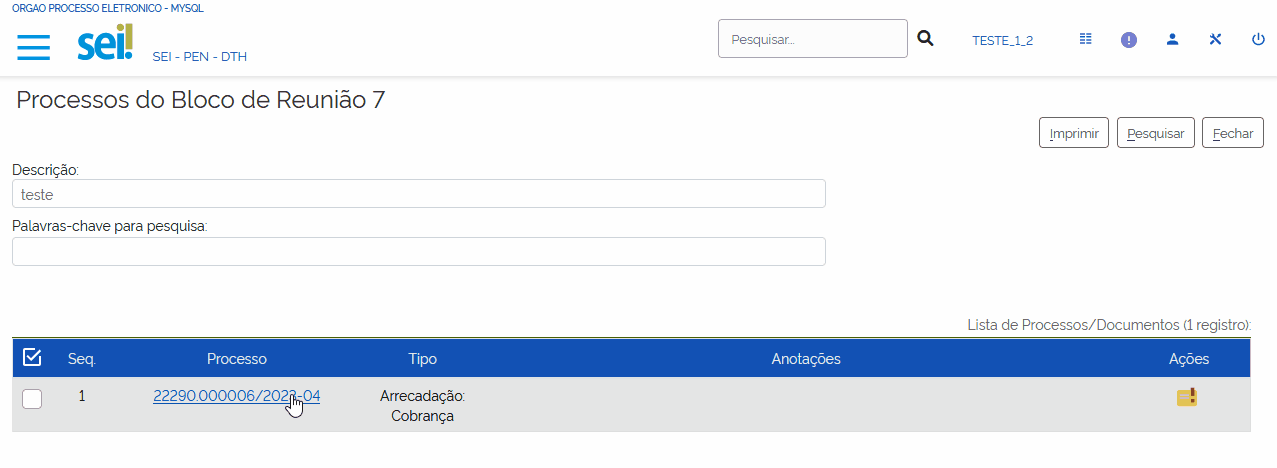 ORGAO PROCESSO ELETRONICO - MYSQL
sei!
SEI - PEN - DTH
Pesquisar...
TESTE_1_2
Processos do Bloco de Reunião 7
Imprimir Pesquisar Fechar
Descrição:
teste
Palavras-chave para pesquisa:
Lista de Processos/Documentos (1 registro):
Seq. Processo Tipo Anotações Ações
1 22290.000006/2023-04 Arrecadação:
Cobrança